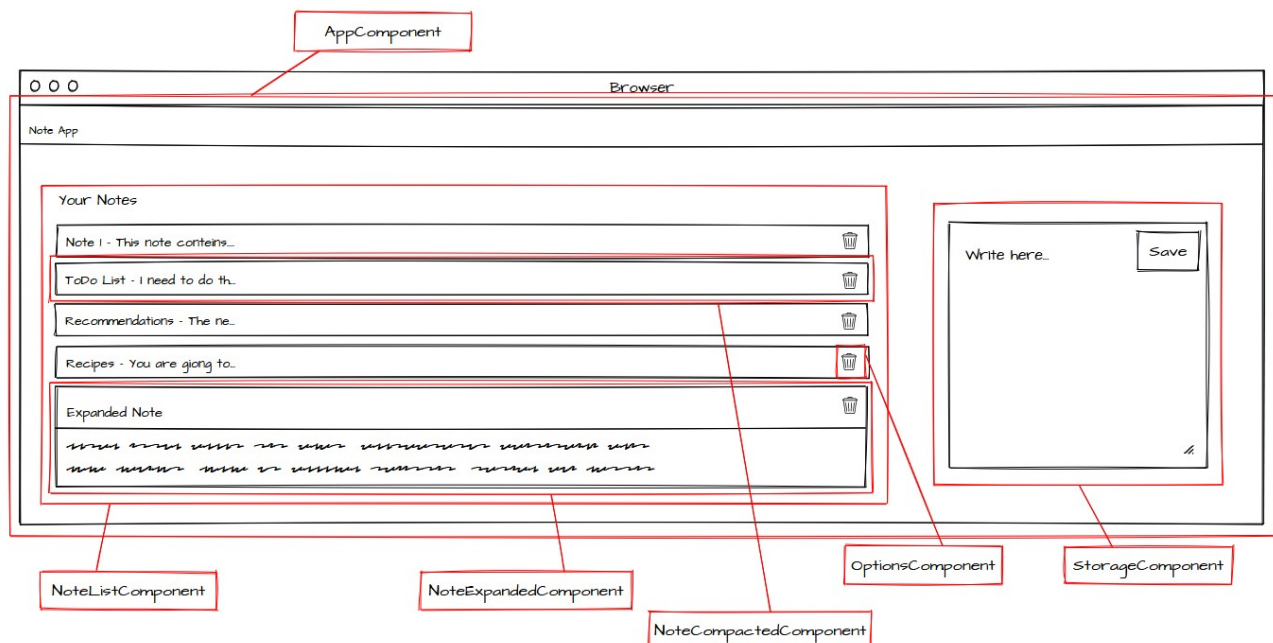 AppComponent
Browser
Note App
Your Notes
Note 1 - This note conteins...
ToDo List - I need to do th...
Recommendations - The ne...
Recipes - You are giong to...
Expanded Note
Write here...
Save
OptionsComponent
StorageComponent
NoteListComponent
NoteExpandedComponent
NoteCompactedComponent